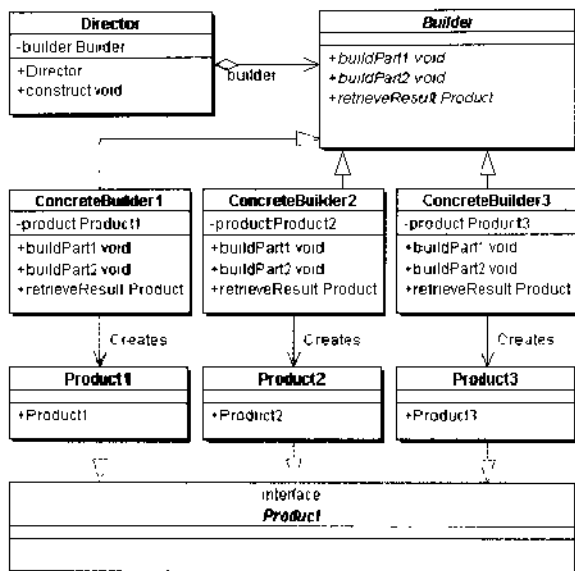 Director
-builder Builder
+Director
+construct void
builder
Builder
+buildPart1 void
+buildPart2 void
+retrieveResult Product
ConcreteBuilder1
-product Product1
+buildPart1 void
+buildPart2 void
+retrieveResult Product
ConcreteBuilder2
-product Product2
+buildPart1 void
+buildPart2 void
+retrieveResult Product
ConcreteBuilder3
-product Product3
+buildPart1 void
+buildPart2 void
+retrieveResult Product
Creates
Creates
Creates
Product1
+Product1
Product2
+Product2
Product3
+Product3
interface
Product